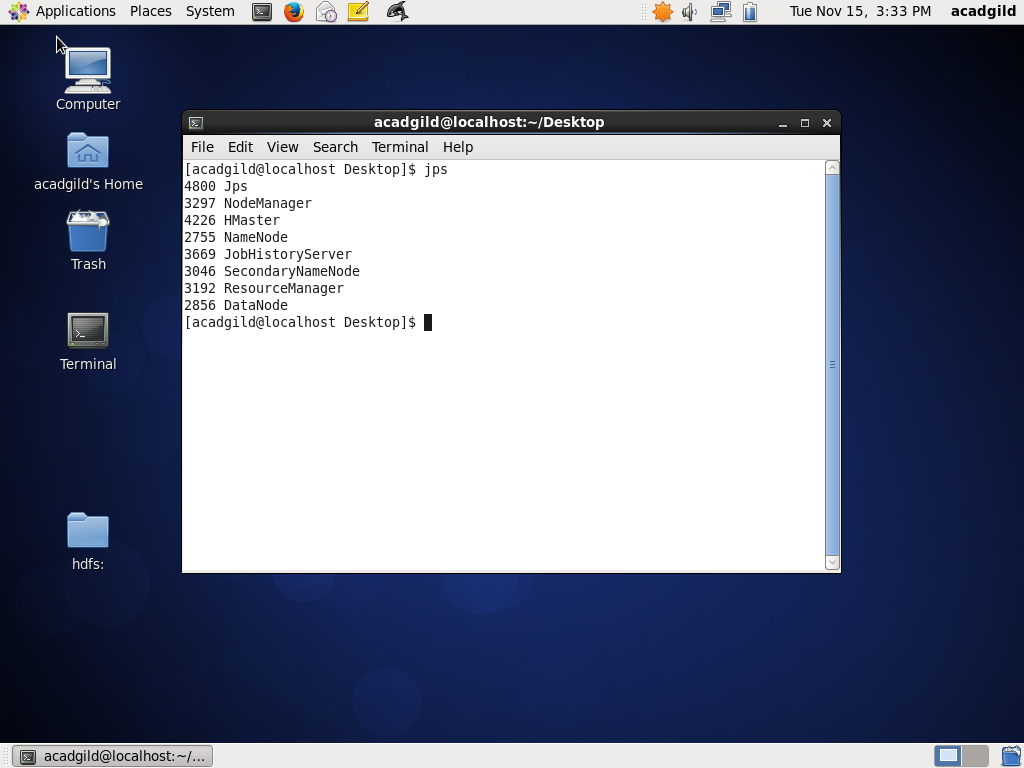 Applications Places System Tue Nov 15, 3:33 PM acadgild
Computer
acadgild's Home
Trash
Terminal
hdfs:
acadgild@localhost:~/Desktop
File Edit View Search Terminal Help
[acadgild@localhost Desktop]$ jps
4800 Jps
3297 NodeManager
4226 HMaster
2755 NameNode
3669 JobHistoryServer
3046 SecondaryNameNode
3192 ResourceManager
2856 DataNode
[acadgild@localhost Desktop]$
acadgild@localhost:~/...